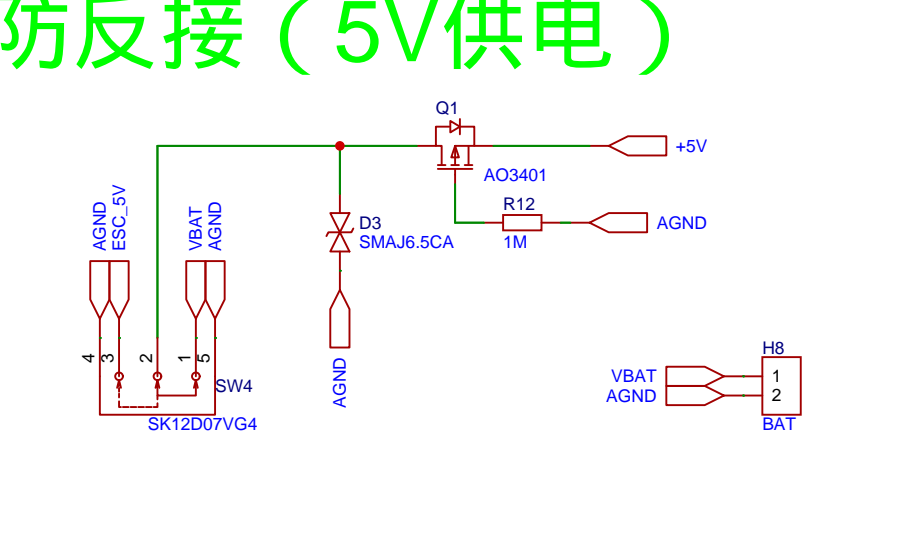 防反接（5V供电）
Q1
+5V
AO3401
R12
AGND
1M
D3
SMAJ6.5CA
AGND
ESC_5V
VBAT
AGND
AGND
4
3
2
1
5
SW4
SK12D07VG4
H8
VBAT
1
AGND
2
BAT